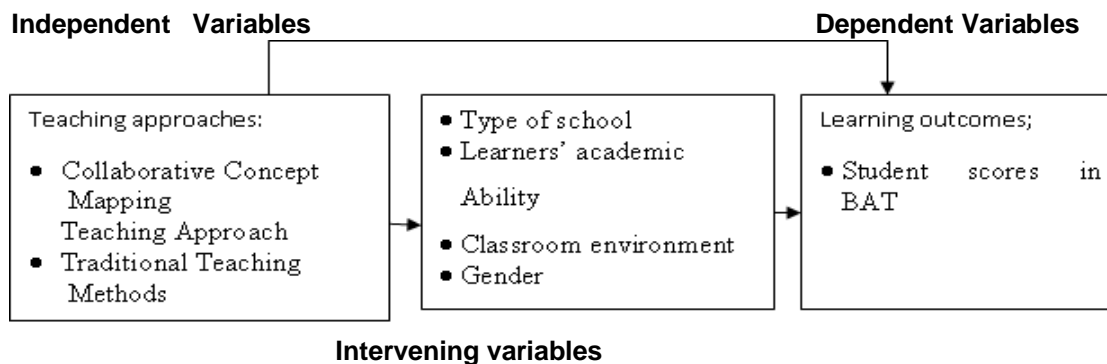 Independent Variables
Dependent Variables
Teaching approaches:
● Collaborative Concept
Mapping
Teaching Approach
● Traditional Teaching
Methods
● Type of school
● Learners' academic
Ability
● Classroom environment
● Gender
Learning outcomes;
● Student scores in
BAT
Intervening variables